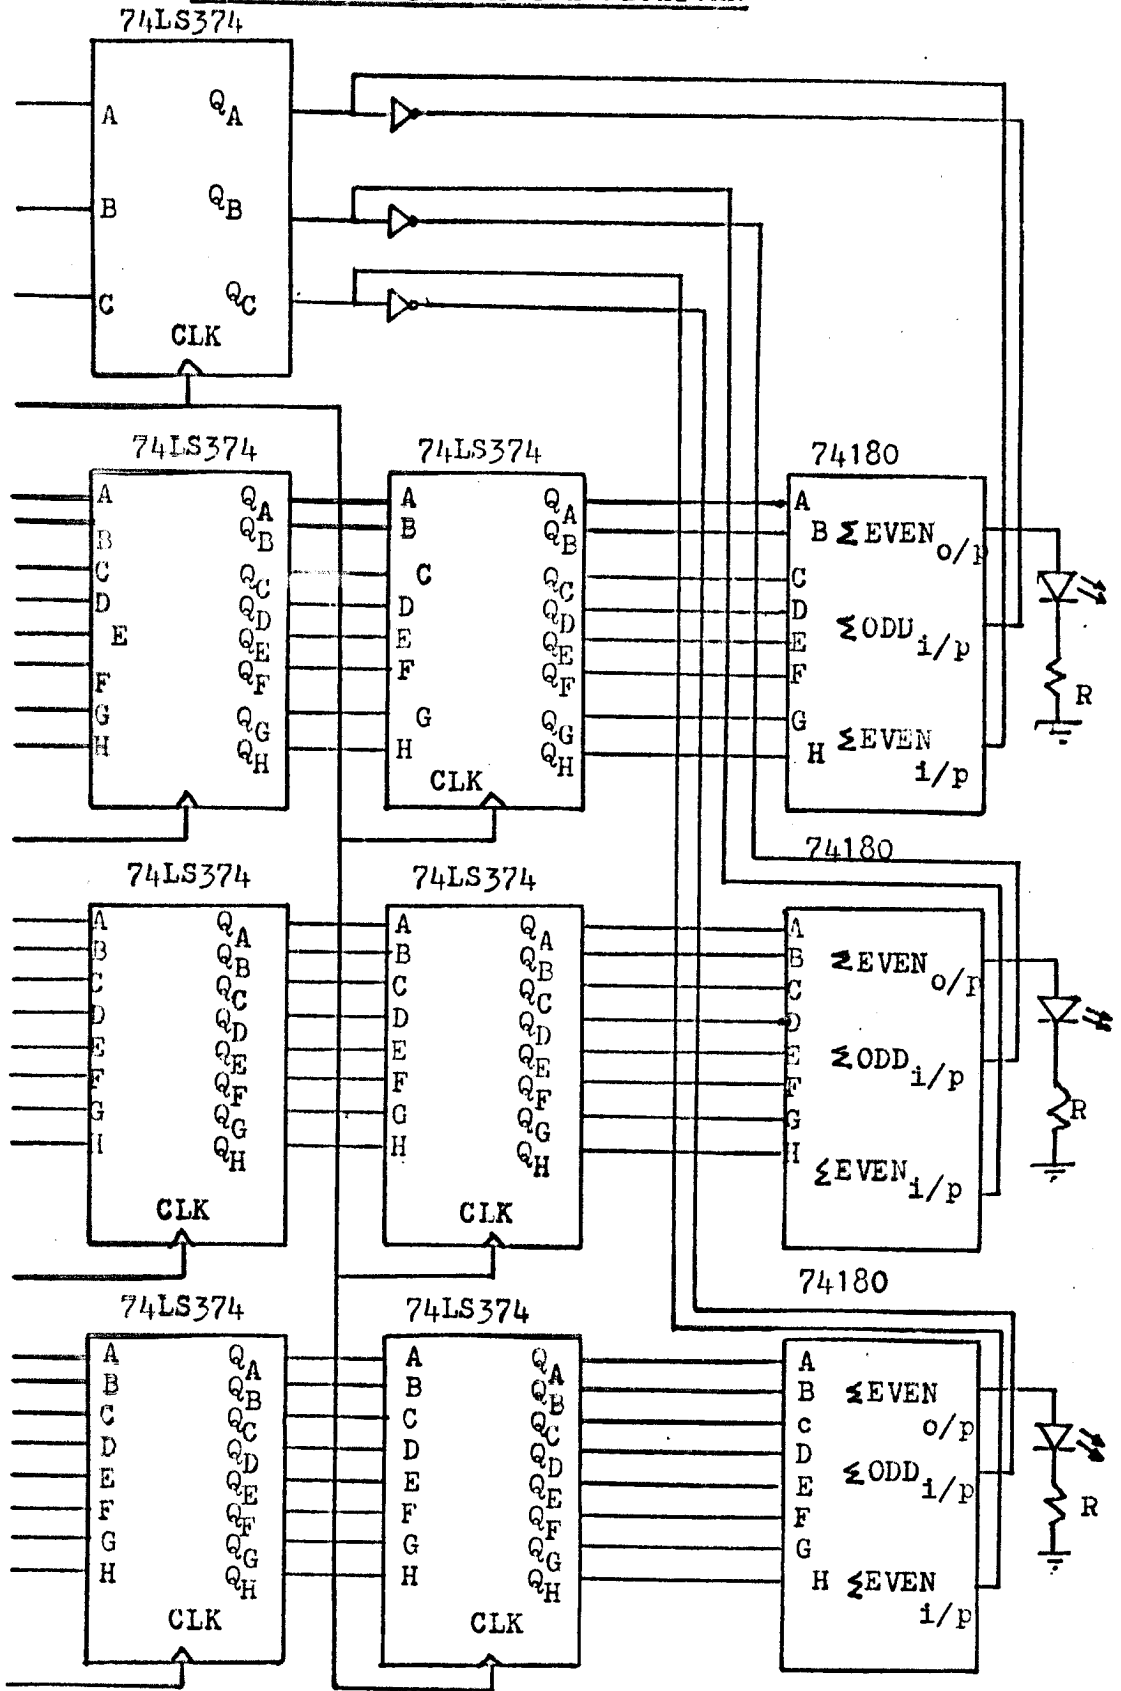 74LS374
A QA
B QB
C QC
CLK
74LS374
A QA
B QB
C QC
D QD
E QE
F QF
G QG
H QH
74LS374
A QA
B QB
C QC
D QD
E QE
F QF
G QG
H QH
CLK
74180
A
B ΣEVEN o/p
C
D ΣODD i/p
E
F
G
H ΣEVEN i/p
R
74LS374
A QA
B QB
C QC
D QD
E QE
F QF
G QG
H QH
CLK
74LS374
A QA
B QB
C QC
D QD
E QE
F QF
G QG
H QH
CLK
74180
A
B ΣEVEN o/p
C
D
E ΣODD i/p
F
G
H ΣEVEN i/p
R
74LS374
A QA
B QB
C QC
D QD
E QE
F QF
G QG
H QH
CLK
74LS374
A QA
B QB
C QC
D QD
E QE
F QF
G QG
H QH
CLK
74180
A
B ΣEVEN o/p
c
D ΣODD i/p
E
F
G
H ΣEVEN i/p
R